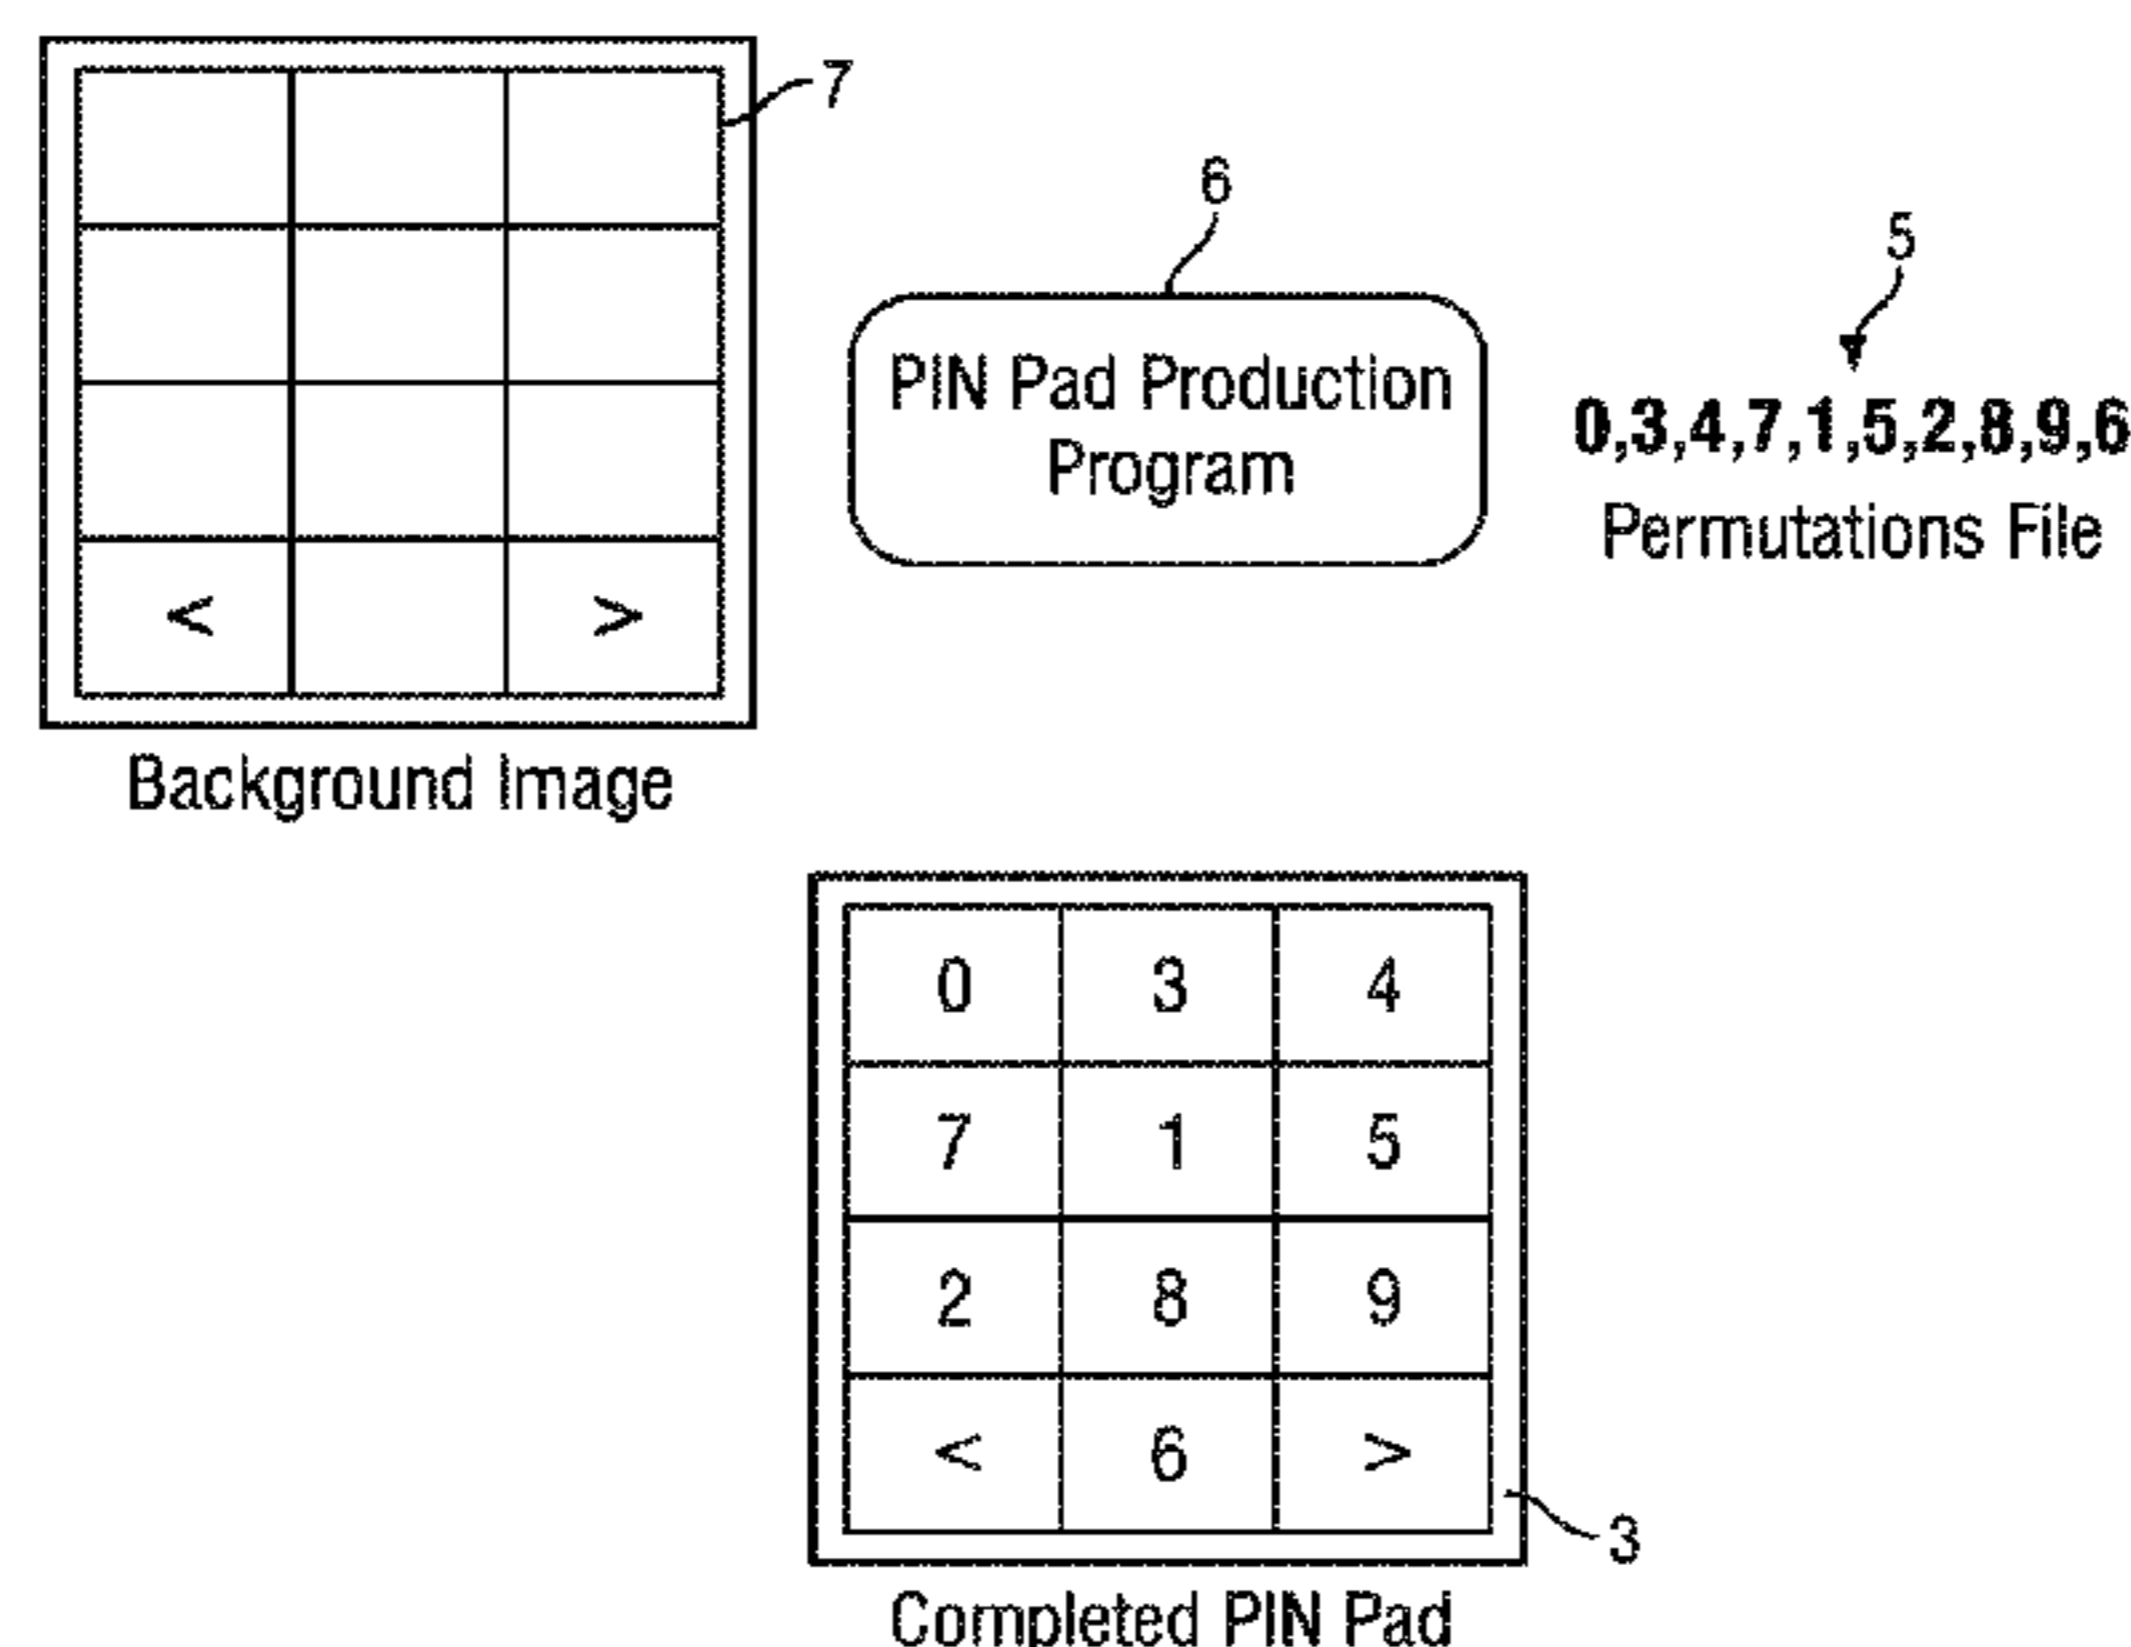 7
< >
Background Image
6
PIN Pad Production
Program
5
0,3,4,7,1,5,2,8,9,6
Permutations File
0 3 4
7 1 5
2 8 9
< 6 >
3
Completed PIN Pad